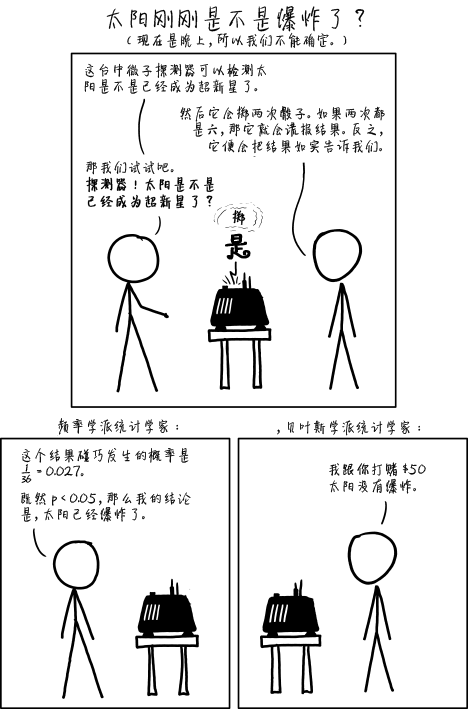 太阳刚刚是不是爆炸了？
（现在是晚上，所以我们不能确定。）
这台中微子探测器可以检测太
阳是不是已经成为超新星了。
然后它会掷两次骰子。如果两次都
是六，那它就会谎报结果。反之，
它便会把结果如实告诉我们。
那我们试试吧。
探测器！太阳是不是
已经成为超新星了？
掷
是
频率学派统计学家：
这个结果碰巧发生的概率是
1/36=0.027。
既然 p<0.05，那么我的结论
是，太阳已经爆炸了。
，贝叶斯学派统计学家：
我跟你打赌 $50
太阳没有爆炸。